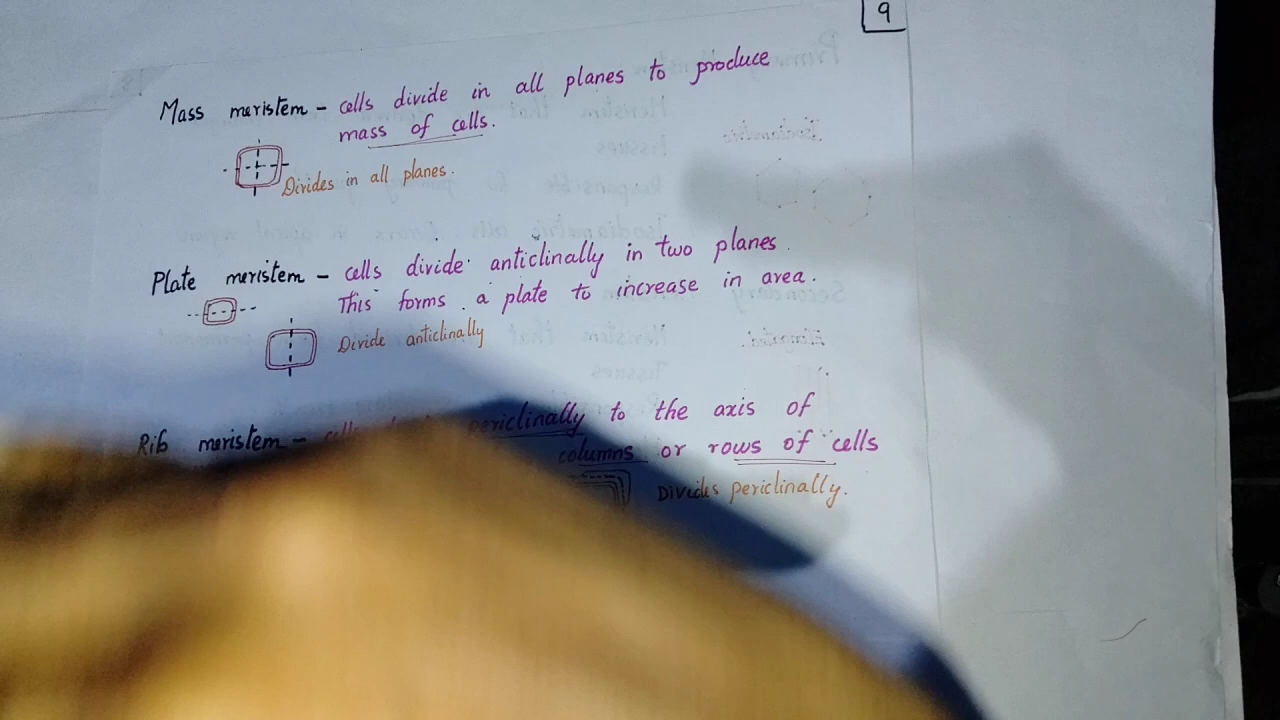 9
Mass meristem - cells divide in all planes to produce
mass of cells.
Divides in all planes.
Plate meristem - cells divide anticlinally in two planes.
This forms a plate to increase in area.
Divide anticlinally
Rib meristem - cells periclinally to the axis of
columns or rows of cells
Divides periclinally.